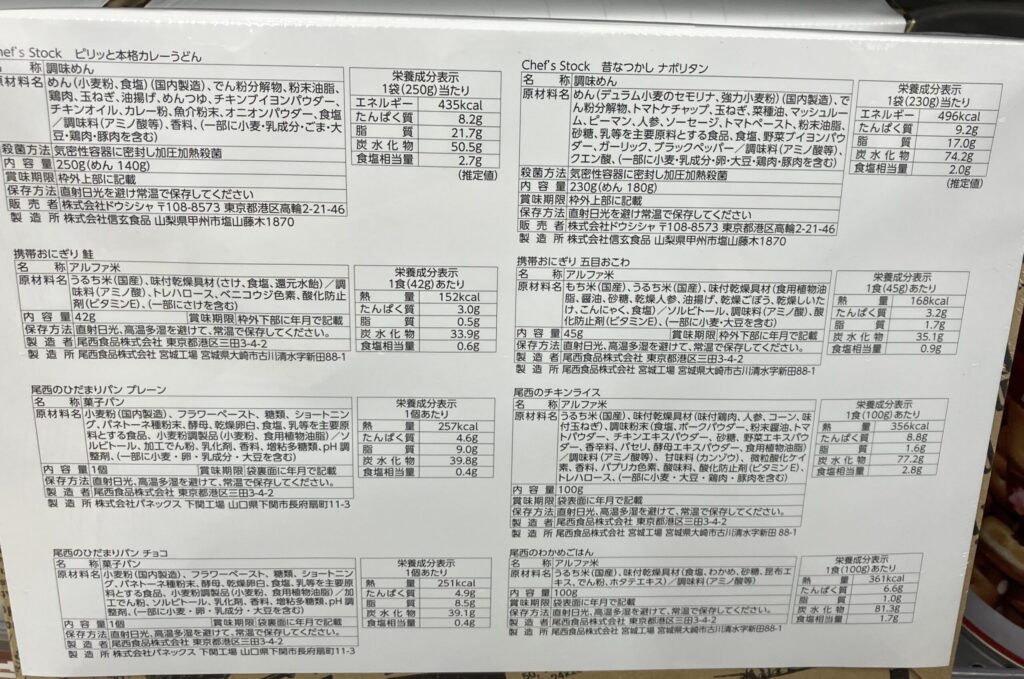 Chef's Stock ピリッと本格カレーうどん
名 称 調味めん
原材料名 めん(小麦粉、食塩)(国内製造)、でん粉分解物、粉末油脂、
鶏肉、玉ねぎ、油揚げ、めんつゆ、チキンブイヨンパウダー、
チキンオイル、カレー粉、魚介粉末、オニオンパウダー、食塩
/調味料(アミノ酸等)、香料、(一部に小麦・乳成分・ごま・大
豆・鶏肉・豚肉を含む)
殺菌方法 気密性容器に密封し加圧加熱殺菌
内 容 量 250g(めん 140g)
賞味期限 枠外上部に記載
保存方法 直射日光を避け常温で保存してください
販 売 者 株式会社ドウシシャ 〒108-8573 東京都港区高輪2-21-46
製 造 所 株式会社信玄食品 山梨県甲州市塩山藤木1870
栄養成分表示
1袋(250g)当たり
エネルギー 435kcal
たんぱく質 8.2g
脂 質 21.7g
炭水化物 50.5g
食塩相当量 2.7g
(推定値)
Chef's Stock 昔なつかし ナポリタン
名 称 調味めん
原材料名 めん(デュラム小麦のセモリナ、強力小麦粉)(国内製造)、で
ん粉分解物、トマトケチャップ、玉ねぎ、菜種油、マッシュルー
ム、ピーマン、人参、ソーセージ、トマトペースト、粉末油脂、
砂糖、乳等を主要原料とする食品、食塩、野菜ブイヨンパウ
ダー、ガーリック、ブラックペッパー/調味料(アミノ酸等)、
クエン酸、(一部に小麦・乳成分・卵・大豆・鶏肉・豚肉を含む)
殺菌方法 気密性容器に密封し加圧加熱殺菌
内 容 量 230g(めん 180g)
賞味期限 枠外上部に記載
保存方法 直射日光を避け常温で保存してください
販 売 者 株式会社ドウシシャ 〒108-8573 東京都港区高輪2-21-46
製 造 所 株式会社信玄食品 山梨県甲州市塩山藤木1870
栄養成分表示
1袋(230g)当たり
エネルギー 496kcal
たんぱく質 9.2g
脂 質 17.0g
炭水化物 74.2g
食塩相当量 2.0g
(推定値)
携帯おにぎり 鮭
名 称 アルファ米
原材料名 うるち米(国産)、味付乾燥具材(さけ、食塩、還元水飴)/調
味料(アミノ酸)、トレハロース、ベニコウジ色素、酸化防止
剤(ビタミンE)、(一部にさけを含む)
内 容 量 42g 賞味期限 枠外下部に年月で記載
保存方法 直射日光、高温多湿を避けて、常温で保存してください。
製 造 者 尾西食品株式会社 東京都港区三田3-4-2
製 造 所 尾西食品株式会社 宮城工場 宮城県大崎市古川清水字新田88-1
栄養成分表示
1食(42g)あたり
熱 量 152kcal
たんぱく質 3.0g
脂 質 0.5g
炭水化物 33.9g
食塩相当量 0.6g
携帯おにぎり 五目おこわ
名 称 アルファ米
原材料名 もち米(国産)、うるち米(国産)、味付乾燥具材(食用植物油
脂、醤油、砂糖、乾燥人参、油揚げ、乾燥ごぼう、乾燥しいた
け、こんにゃく、食塩)/ソルビトール、調味料(アミノ酸)、酸
化防止剤(ビタミンE)、(一部に小麦・大豆を含む)
内 容 量 45g 賞味期限 枠外下部に年月で記載
保存方法 直射日光、高温多湿を避けて、常温で保存してください。
製 造 者 尾西食品株式会社 東京都港区三田3-4-2
製 造 所 尾西食品株式会社 宮城工場 宮城県大崎市古川清水字新田88-1
栄養成分表示
1食(45g)あたり
熱 量 168kcal
たんぱく質 3.2g
脂 質 1.7g
炭水化物 35.1g
食塩相当量 0.9g
尾西のひだまりパン プレーン
名 称 菓子パン
原材料名 小麦粉(国内製造)、フラワーペースト、糖類、ショートニン
グ、パネトーネ種粉末、酵母、乾燥卵白、食塩、乳等を主要原
料とする食品、小麦粉調製品(小麦粉、食用植物油脂)/ソ
ルビトール、加工でん粉、乳化剤、香料、増粘多糖類、pH調
整剤、(一部に小麦・卵・乳成分・大豆を含む)
内 容 量 1個 賞味期限 袋裏面に年月で記載
保存方法 直射日光、高温多湿を避けて、常温で保存してください。
製 造 者 尾西食品株式会社 東京都港区三田3-4-2
製 造 所 株式会社パネックス 下関工場 山口県下関市長府扇町11-3
栄養成分表示
1個あたり
熱 量 257kcal
たんぱく質 4.6g
脂 質 9.0g
炭水化物 39.8g
食塩相当量 0.4g
尾西のチキンライス
名 称 アルファ米
原材料名 うるち米(国産)、味付乾燥具材(味付鶏肉、人参、コーン、味
付玉ねぎ)、調味粉末(食塩、ポークパウダー、粉末醤油、トマ
トパウダー、チキンエキスパウダー、砂糖、野菜エキスパウ
ダー、香辛料、パセリ、酵母エキスパウダー、食用植物油脂)
/調味料(アミノ酸等)、甘味料(カンゾウ)、微粒酸化ケイ
素、香料、パプリカ色素、酸味料、酸化防止剤(ビタミンE)、
トレハロース、(一部に小麦・大豆・鶏肉・豚肉を含む)
内 容 量 100g
賞味期限 袋表面に年月で記載
保存方法 直射日光、高温多湿を避けて、常温で保存してください。
製 造 者 尾西食品株式会社 東京都港区三田3-4-2
製 造 所 尾西食品株式会社 宮城工場 宮城県大崎市古川清水字新田 88-1
栄養成分表示
1食(100g)あたり
熱 量 356kcal
たんぱく質 8.8g
脂 質 1.6g
炭水化物 77.2g
食塩相当量 2.8g
尾西のひだまりパン チョコ
名 称 菓子パン
原材料名 小麦粉(国内製造)、フラワーペースト、糖類、ショートニン
グ、パネトーネ種粉末、酵母、乾燥卵白、食塩、乳等を主要原
料とする食品、小麦粉調製品(小麦粉、食用植物油脂)/加
工でん粉、ソルビトール、乳化剤、香料、増粘多糖類、pH調
整剤、(一部に小麦・卵・乳成分・大豆を含む)
内 容 量 1個 賞味期限 袋裏面に年月で記載
保存方法 直射日光、高温多湿を避けて、常温で保存してください。
製 造 者 尾西食品株式会社 東京都港区三田3-4-2
製 造 所 株式会社パネックス 下関工場 山口県下関市長府扇町11-3
栄養成分表示
1個あたり
熱 量 251kcal
たんぱく質 4.9g
脂 質 8.5g
炭水化物 39.1g
食塩相当量 0.4g
尾西のわかめごはん
名 称 アルファ米
原材料名 うるち米(国産)、味付乾燥具材(食塩、わかめ、砂糖、昆布エ
キス、でん粉、ホタテエキス)/調味料(アミノ酸等)
内 容 量 100g
賞味期限 袋表面に年月で記載
保存方法 直射日光、高温多湿を避けて、常温で保存してください。
製 造 者 尾西食品株式会社 東京都港区三田3-4-2
製 造 所 尾西食品株式会社 宮城工場 宮城県大崎市古川清水字新田88-1
栄養成分表示
1食(100g)あたり
熱 量 361kcal
たんぱく質 6.6g
脂 質 1.0g
炭水化物 81.3g
食塩相当量 1.7g